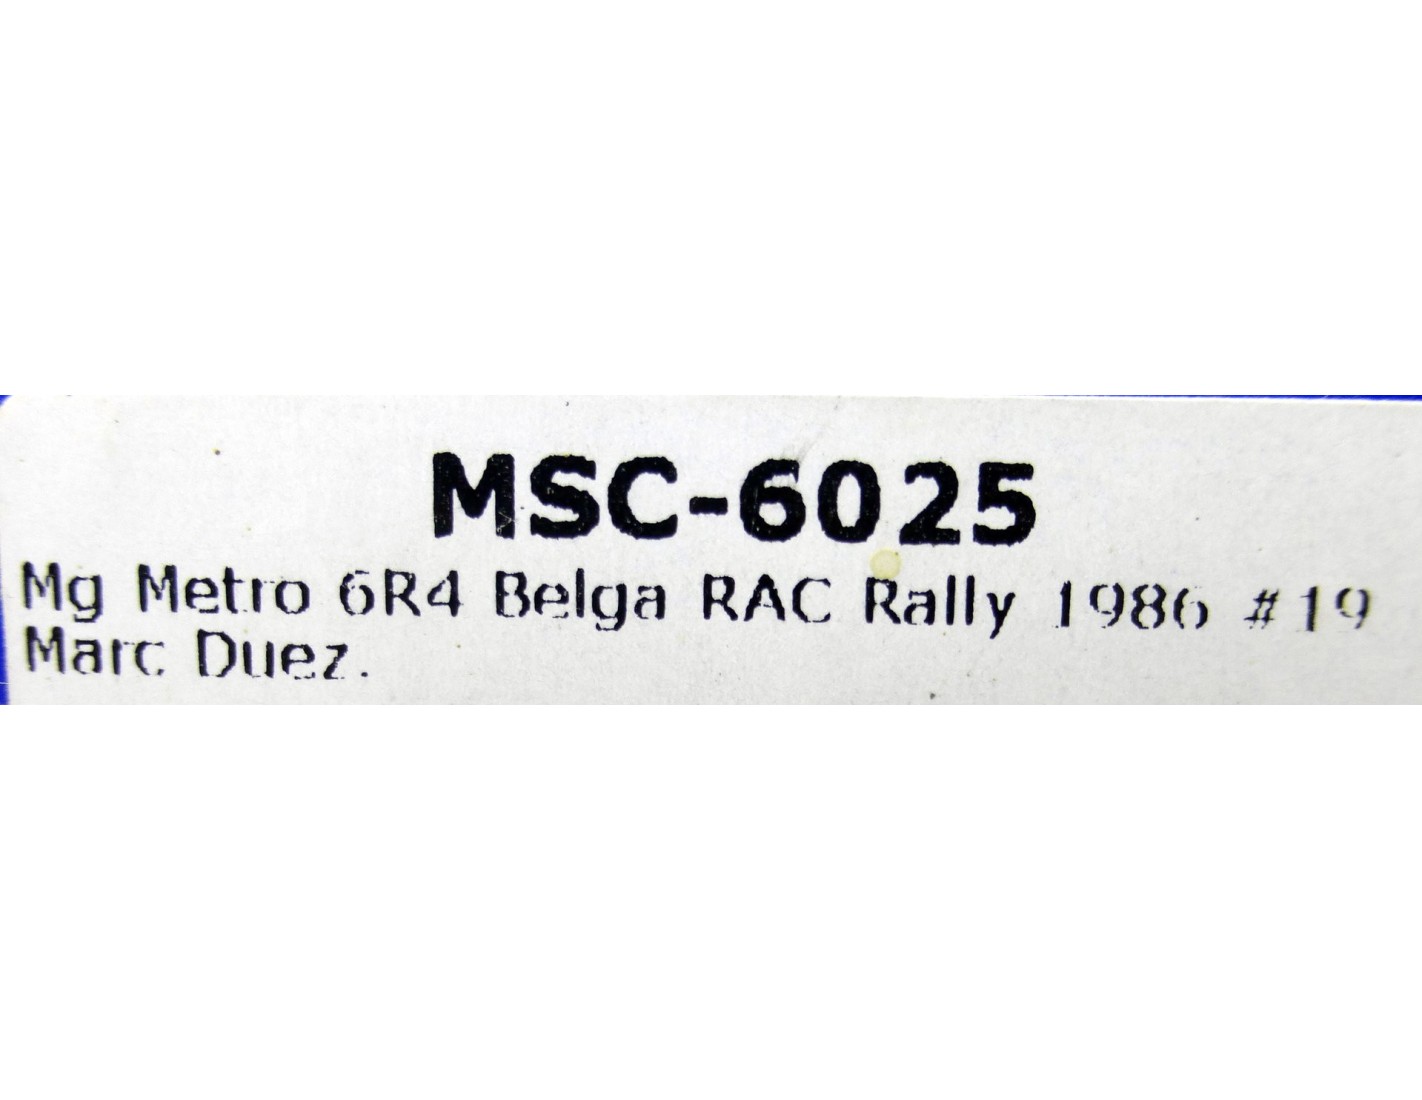 MSC-6025
Mg Metro 6R4 Belga RAC Rally 1986 #19
Marc Duez.